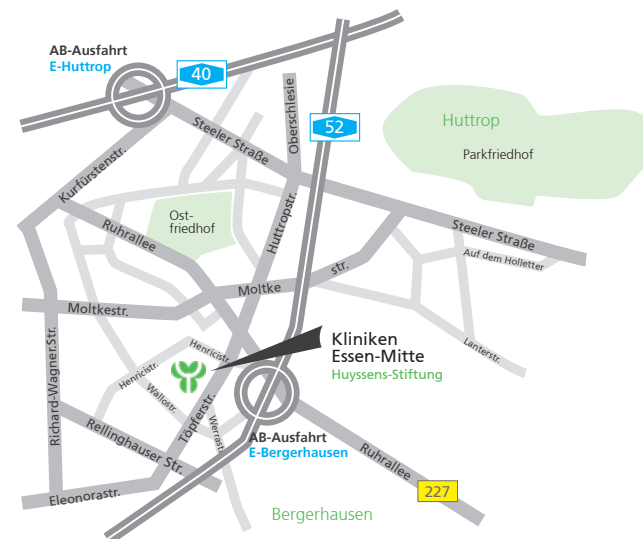 AB-Ausfahrt
E-Huttrop
40
52
Oberschlesie
Steeler Straße
Huttrop
Parkfriedhof
Kurfürstenstr.
Ruhrallee
Ost-
friedhof
Huttropstr.
Steeler Straße
Auf dem Holletter
Moltkestr.
Moltke
str.
Lanterstr.
Richard-Wagner.Str.
Henricistr.
Henricistr.
Wallostr.
Kliniken
Essen-Mitte
Huyssens-Stiftung
Töpferstr.
Werrastr
Rellinghauser Str.
AB-Ausfahrt
E-Bergerhausen
Ruhrallee
227
Eleonorastr.
Bergerhausen